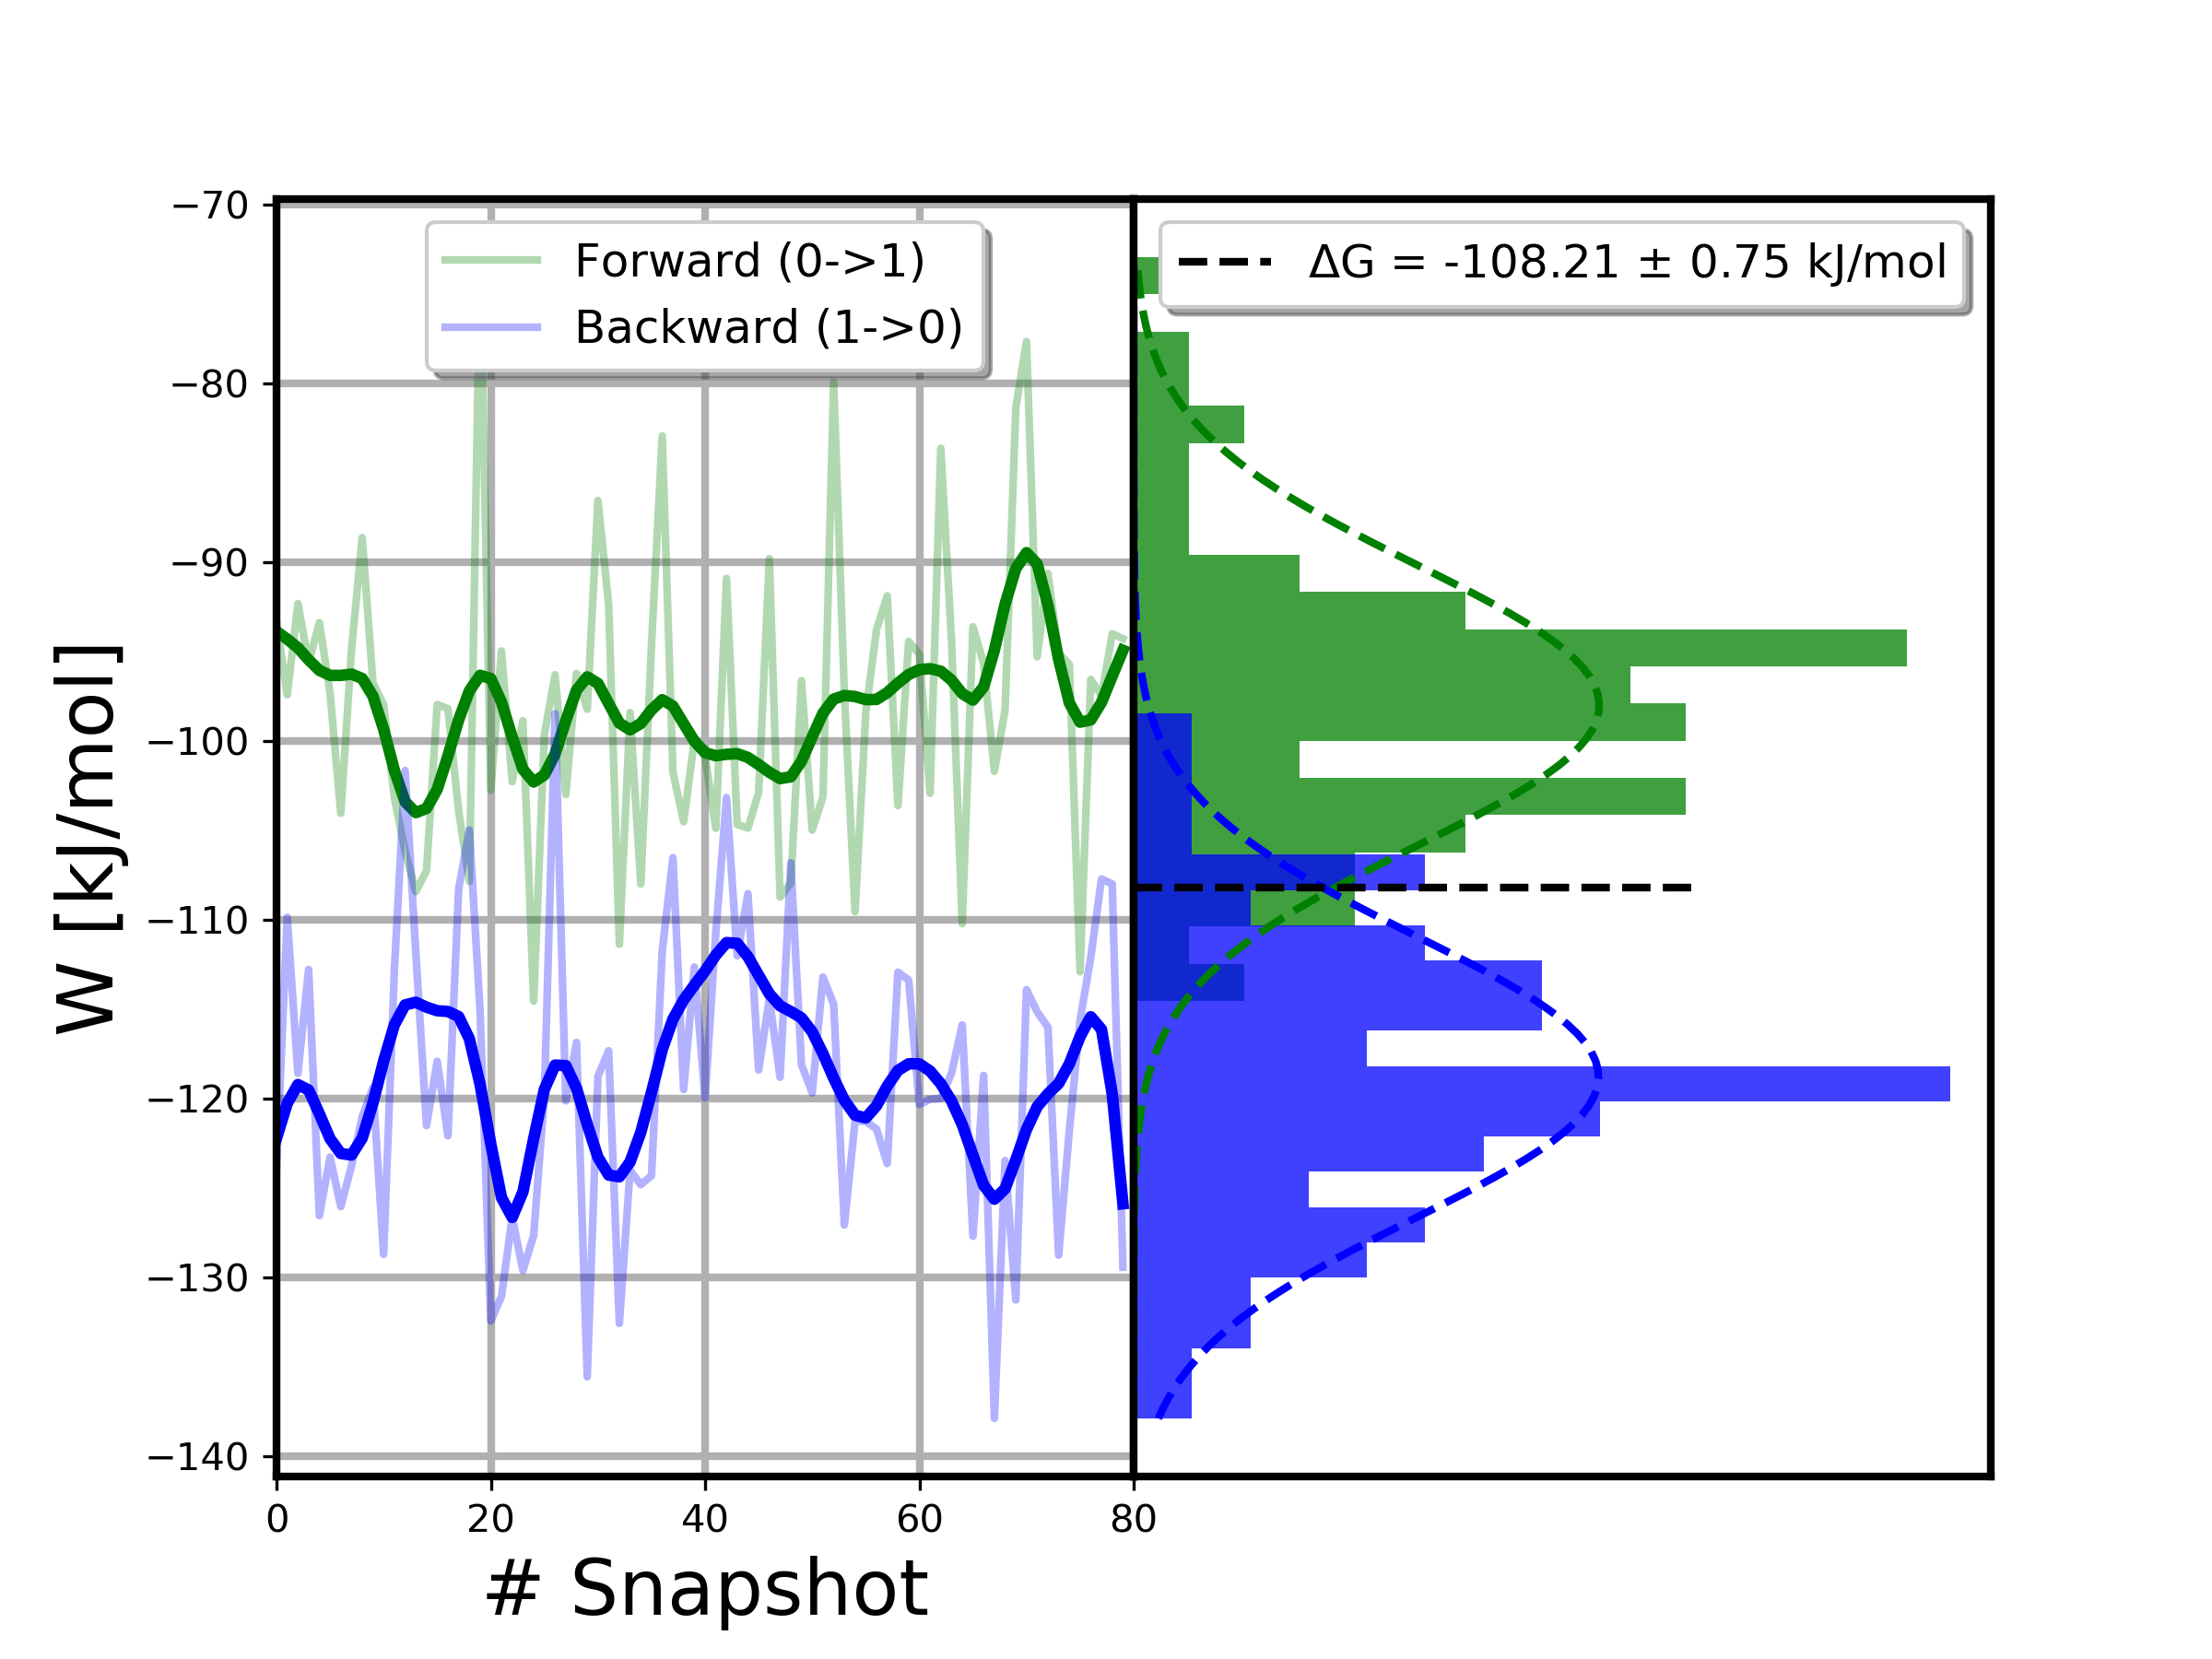 −70
−80
−90
−100
−110
−120
−130
−140
W [kJ/mol]
Forward (0->1)
Backward (1->0)
ΔG = -108.21 ± 0.75 kJ/mol
0 20 40 60 80
# Snapshot